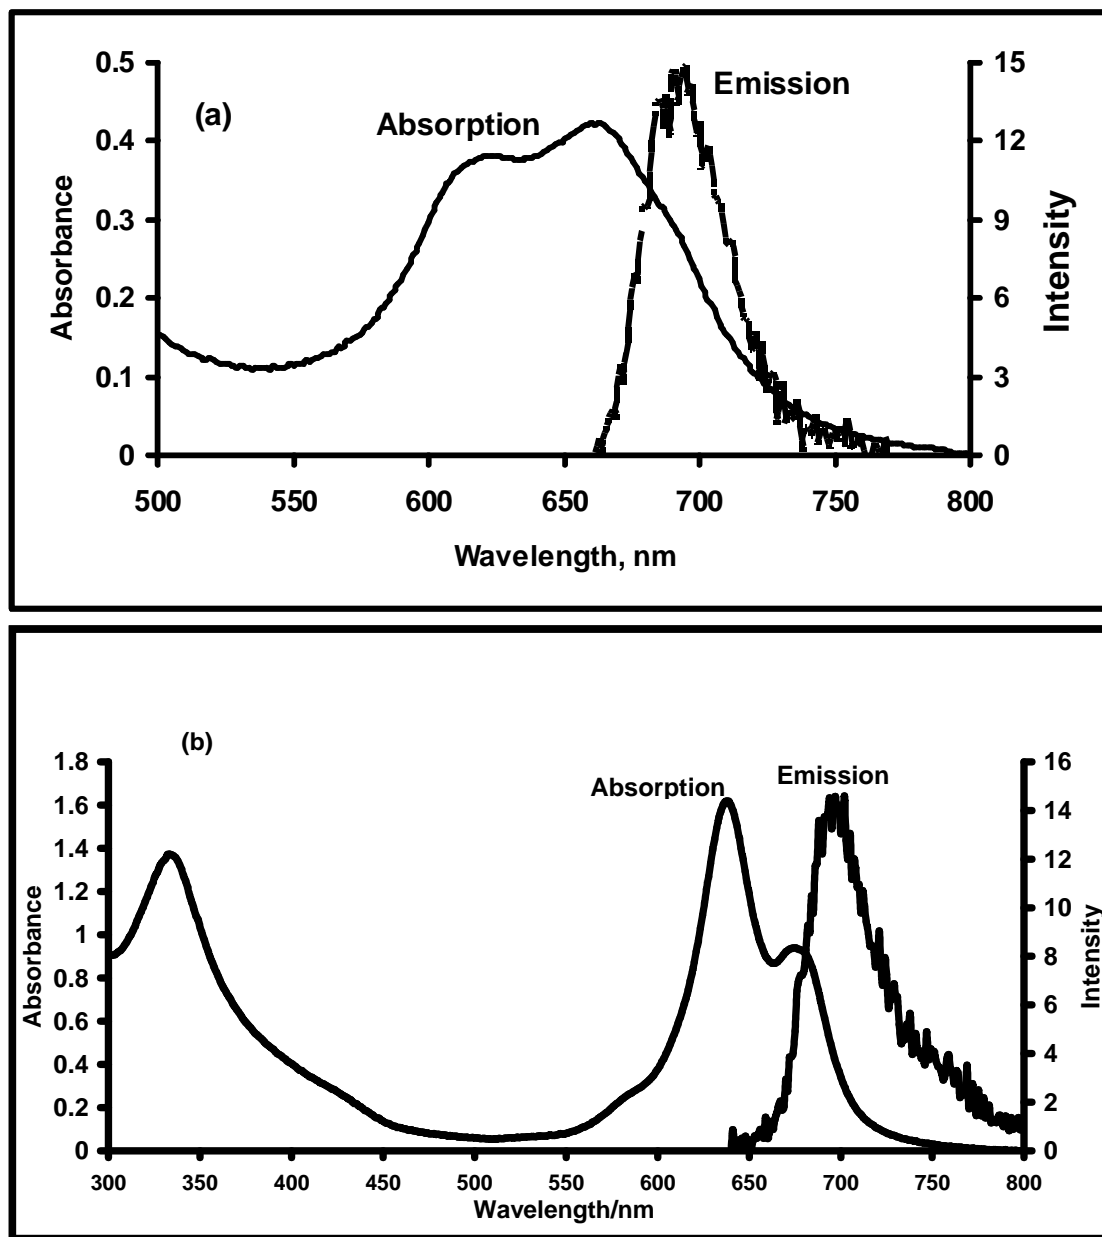 (a)
Absorption
Emission
0.5
0.4
0.3
0.2
0.1
0
15
12
9
6
3
0
Absorbance
Intensity
500 550 600 650 700 750 800
Wavelength, nm
(b)
Absorption
Emission
1.8
1.6
1.4
1.2
1
0.8
0.6
0.4
0.2
0
16
14
12
10
8
6
4
2
0
Absorbance
Intensity
300 350 400 450 500 550 600 650 700 750 800
Wavelength/nm